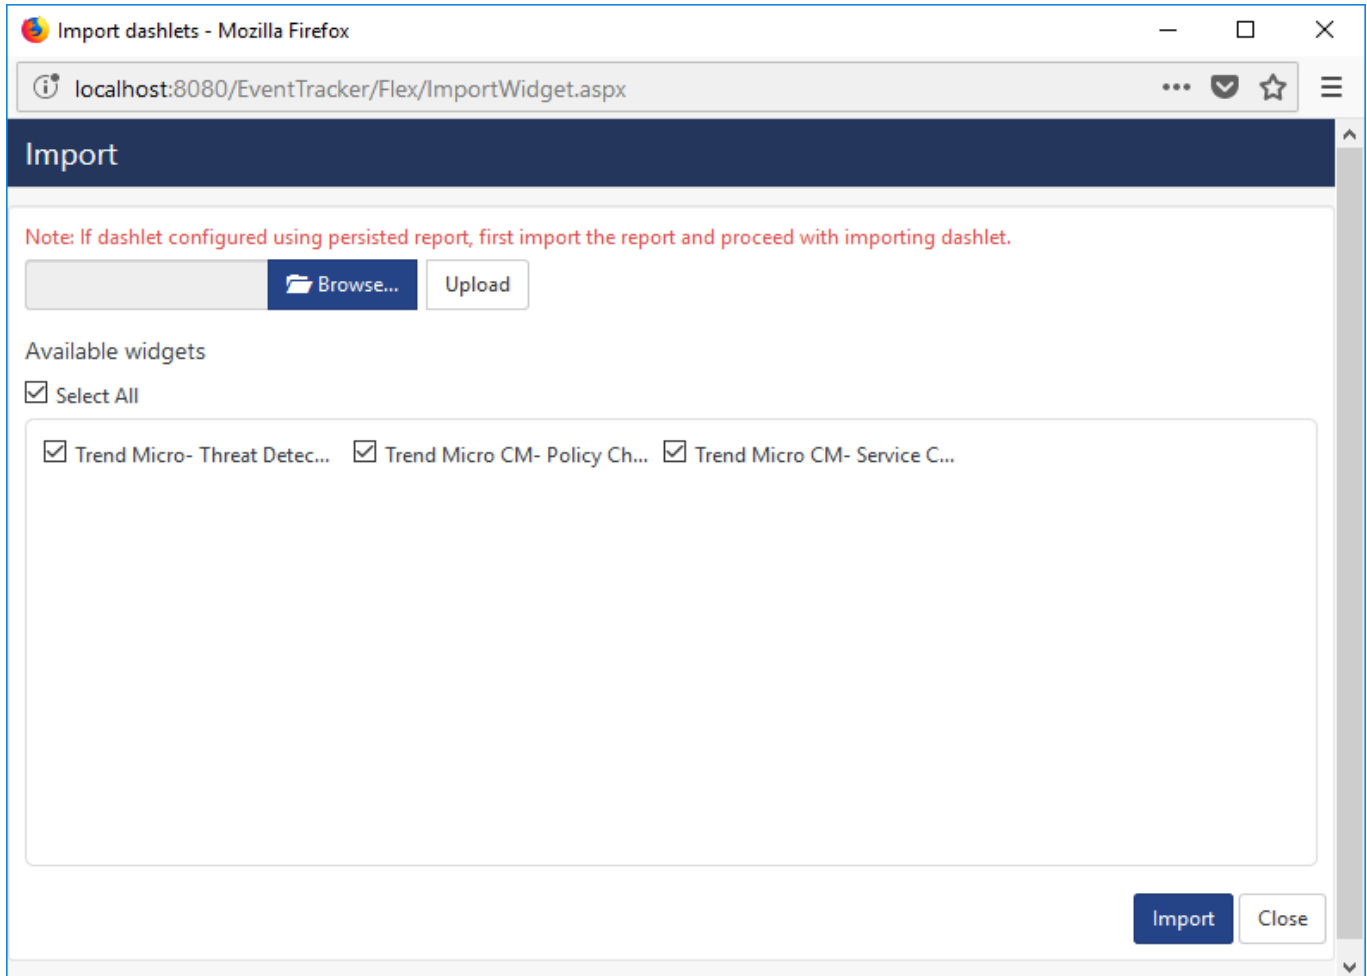 Import dashlets - Mozilla Firefox
localhost:8080/EventTracker/Flex/ImportWidget.aspx
Import
Note: If dashlet configured using persisted report, first import the report and proceed with importing dashlet.
Browse... Upload
Available widgets
Select All
Trend Micro- Threat Detec... Trend Micro CM- Policy Ch... Trend Micro CM- Service C...
Import Close